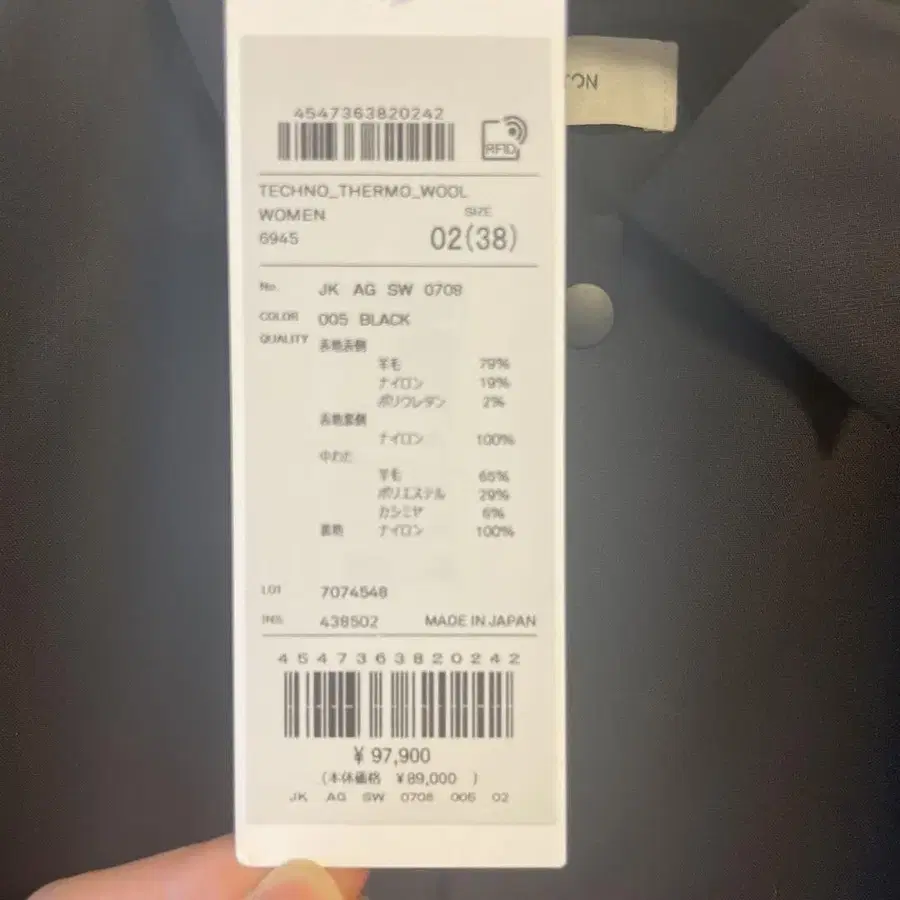 4547363820242
RFID
TECHNO_THERMO_WOOL
WOMEN
SIZE
6945
02(38)
No. JK AG SW 0708
COLOR 005 BLACK
QUALITY 表地表側
羊毛 79%
ナイロン 19%
ポリウレタン 2%
表地裏側
ナイロン 100%
中わた
羊毛 65%
ポリエステル 29%
カシミヤ 6%
裏地 ナイロン 100%
LOT 7074548
INS 438502 MADE IN JAPAN
4547363820242
¥ 97,900
(本体価格 ¥89,000 )
JK AG SW 0708 005 02